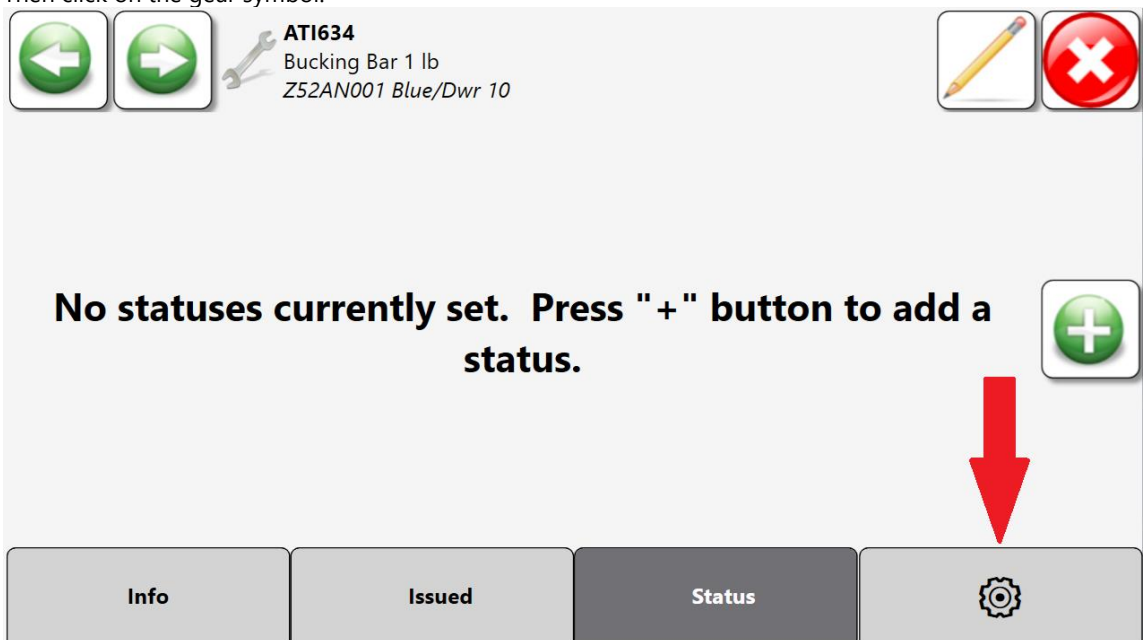 Then click on the gear symbol.
ATI634
Bucking Bar 1 lb
Z52AN001 Blue/Dwr 10
No statuses currently set.  Press "+" button to add a
status.
Info
Issued
Status